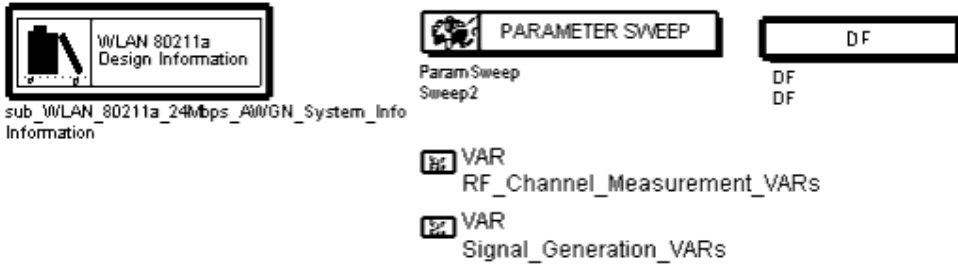 WLAN 80211a
Design Information
sub_WLAN_80211a_24Mbps_AWGN_System_Info
Information
PARAMETER SWEEP
ParamSweep
Sweep2
DF
DF
DF
VAR
RF_Channel_Measurement_VARs
VAR
Signal_Generation_VARs